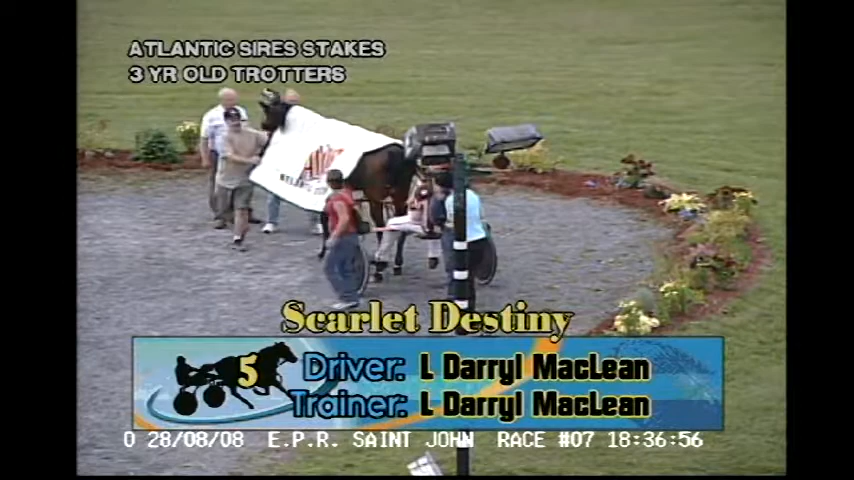 ATLANTIC SIRES STAKES
3 YR OLD TROTTERS
Scarlet Destiny
5
Driver: L Darryl MacLean
Trainer: L Darryl MacLean
0 28/08/08 E.P.R. SAINT JOHN RACE #07 18:36:56